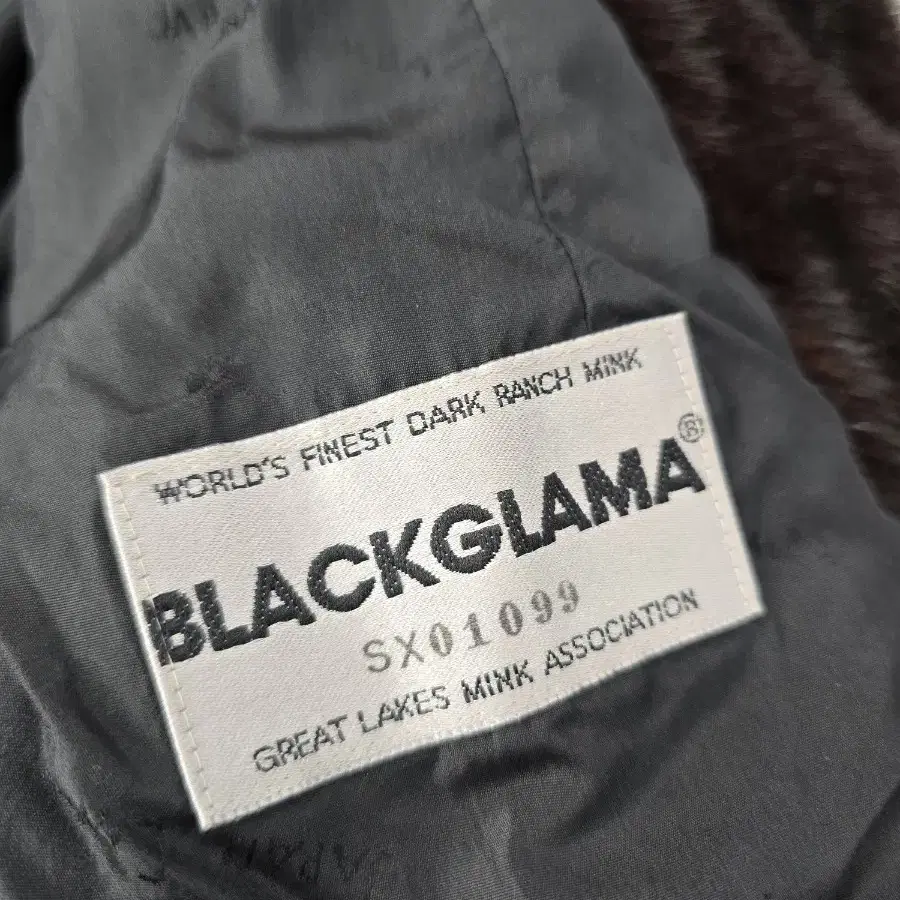 WORLD'S FINEST DARK RANCH MINK
BLACKGLAMA®
SX01099
GREAT LAKES MINK ASSOCIATION